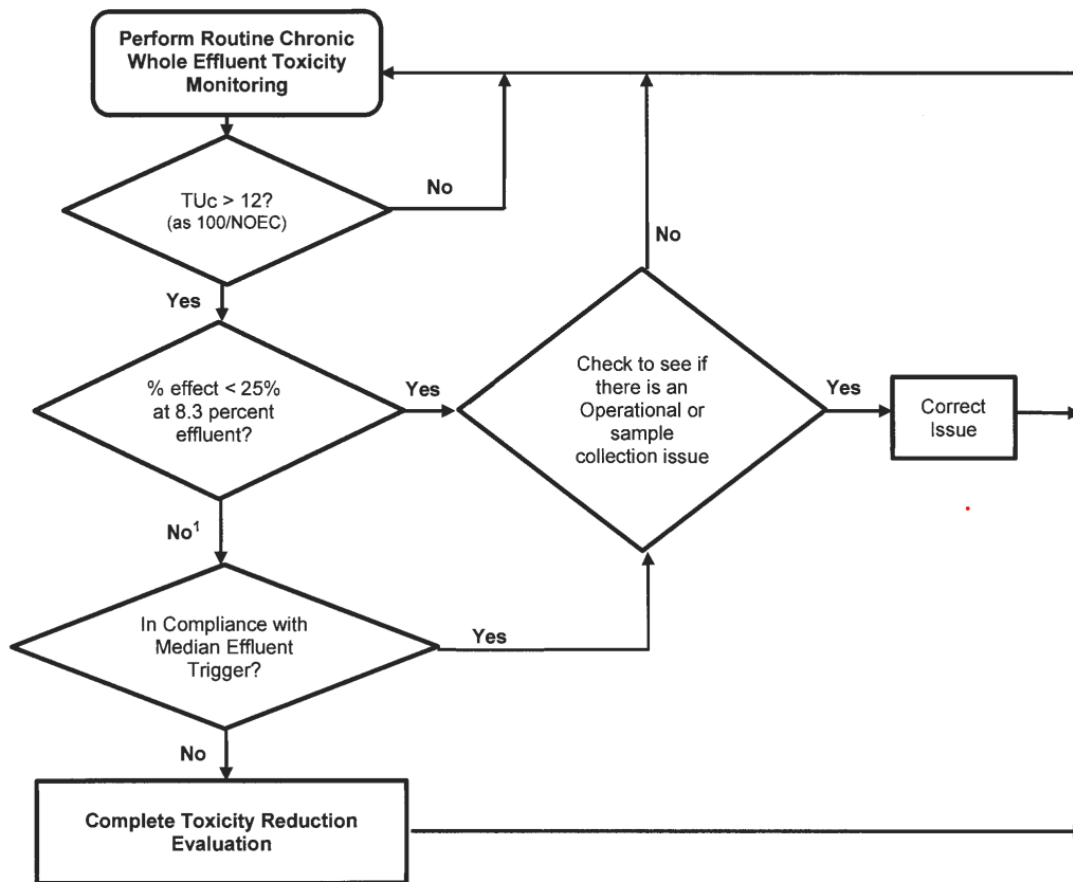 Perform Routine Chronic
Whole Effluent Toxicity
Monitoring
TUc > 12?
(as 100/NOEC)
No
Yes
% effect < 25%
at 8.3 percent
effluent?
Yes
No¹
Check to see if
there is an
Operational or
sample
collection issue
No
Yes
Correct
Issue
In Compliance with
Median Effluent
Trigger?
Yes
No
Complete Toxicity Reduction
Evaluation